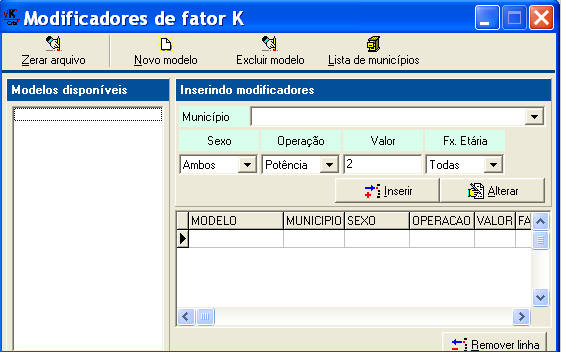 Modificadores de fator K
Zerar arquivo Novo modelo Excluir modelo Lista de municípios
Modelos disponíveis
Inserindo modificadores
Município
Sexo Operação Valor Fx. Etária
Ambos Potência 2 Todas
Inserir Alterar
MODELO MUNICIPIO SEXO OPERACAO VALOR FA
Remover linha